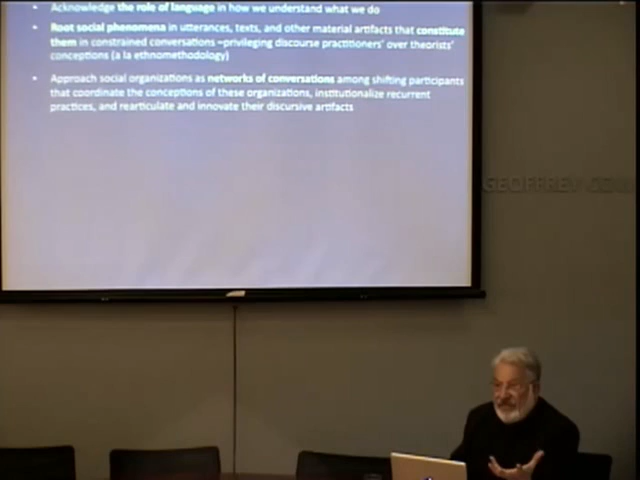 • Acknowledge the role of language in how we understand what we do
• Root social phenomena in utterances, texts, and other material artifacts that constitute
them in constrained conversations –privileging discourse practitioners' over theorists'
conceptions (a la ethnomethodology)
• Approach social organizations as networks of conversations among shifting participants
that coordinate the conceptions of these organizations, institutionalize recurrent
practices, and rearticulate and innovate their discursive artifacts
GEOFFREY